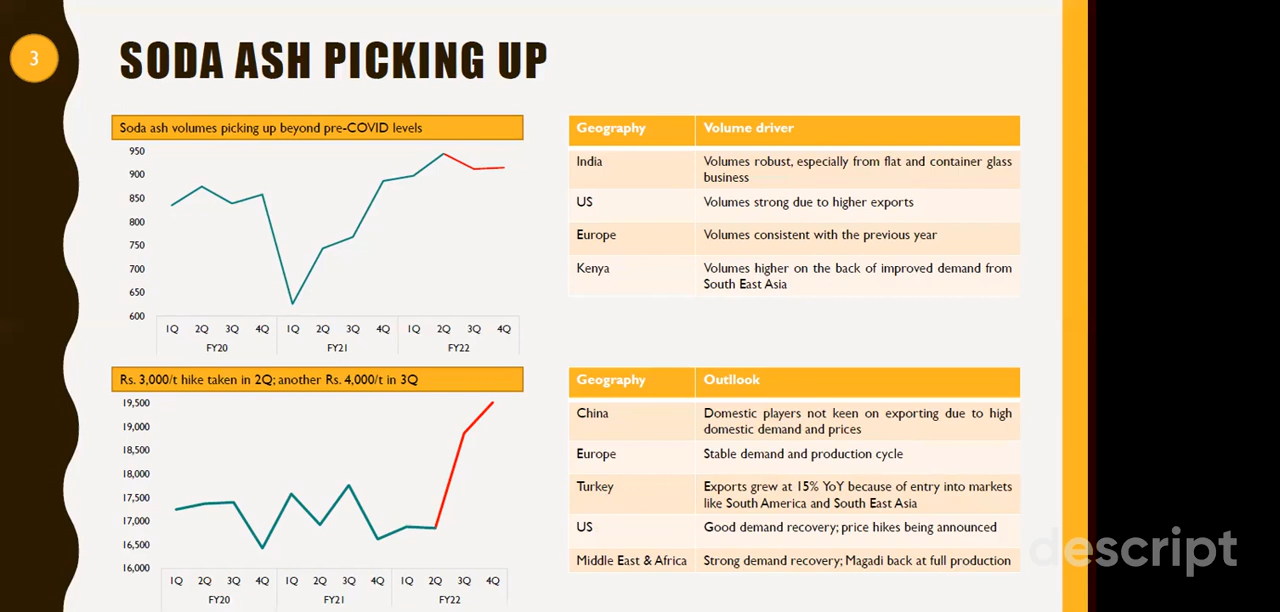 3
SODA ASH PICKING UP
Soda ash volumes picking up beyond pre-COVID levels
950
900
850
800
750
700
650
600
1Q 2Q 3Q 4Q 1Q 2Q 3Q 4Q 1Q 2Q 3Q 4Q
FY20 FY21 FY22
Geography Volume driver
India Volumes robust, especially from flat and container glass
business
US Volumes strong due to higher exports
Europe Volumes consistent with the previous year
Kenya Volumes higher on the back of improved demand from
South East Asia
Rs. 3,000/t hike taken in 2Q; another Rs. 4,000/t in 3Q
19,500
19,000
18,500
18,000
17,500
17,000
16,500
16,000
1Q 2Q 3Q 4Q 1Q 2Q 3Q 4Q 1Q 2Q 3Q 4Q
FY20 FY21 FY22
Geography Outllook
China Domestic players not keen on exporting due to high
domestic demand and prices
Europe Stable demand and production cycle
Turkey Exports grew at 15% YoY because of entry into markets
like South America and South East Asia
US Good demand recovery; price hikes being announced
Middle East & Africa Strong demand recovery; Magadi back at full production
descript